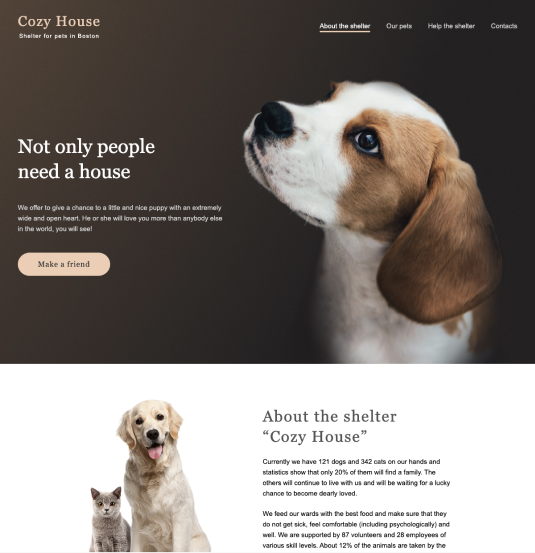 Cozy House
Shelter for pets in Boston
About the shelter
Our pets
Help the shelter
Contacts
Not only people
need a house
We offer to give a chance to a little and nice puppy with an extremely
wide and open heart. He or she will love you more than anybody else
in the world, you will see!
Make a friend
About the shelter
“Cozy House”
Currently we have 121 dogs and 342 cats on our hands and
statistics show that only 20% of them will find a family. The
others will continue to live with us and will be waiting for a lucky
chance to become dearly loved.
We feed our wards with the best food and make sure that they
do not get sick, feel comfortable (including psychologically) and
well. We are supported by 87 volunteers and 28 employees of
various skill levels. About 12% of the animals are taken by the